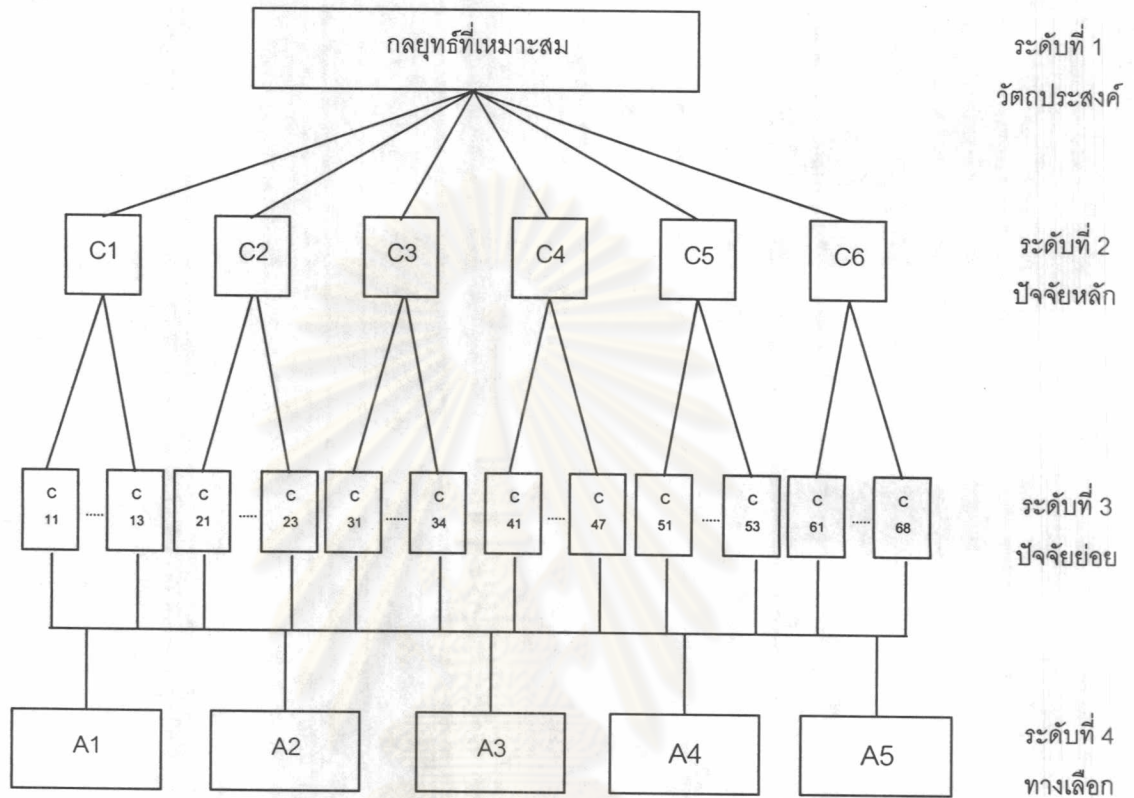 กลยุทธ์ที่เหมาะสม
ระดับที่ 1
วัตถุประสงค์
C1 C2 C3 C4 C5 C6
ระดับที่ 2
ปัจจัยหลัก
C ..... C C ..... C C ..... C C ..... C C ..... C C ..... C
11 13 21 23 31 34 41 47 51 53 61 68
ระดับที่ 3
ปัจจัยย่อย
A1 A2 A3 A4 A5
ระดับที่ 4
ทางเลือก